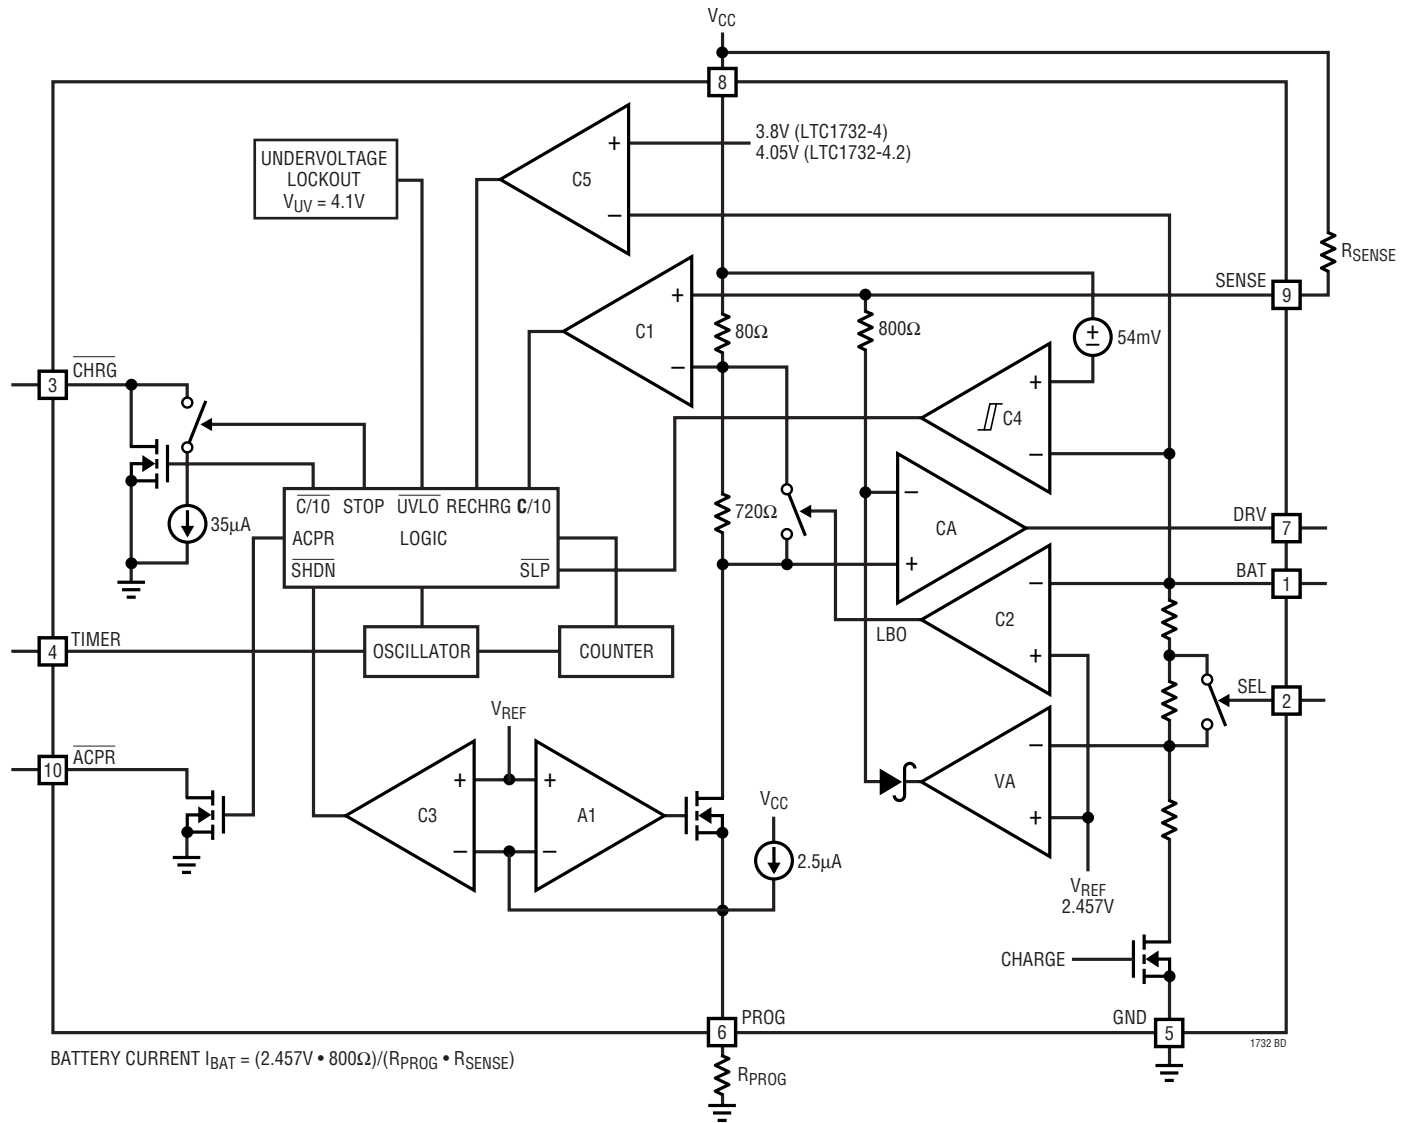 VCC
8
3.8V (LTC1732-4)
4.05V (LTC1732-4.2)
UNDERVOLTAGE
LOCKOUT
VUV = 4.1V
+
C5
–
RSENSE
SENSE
9
+
C1
–
80Ω
800Ω
+
–
54mV
CHRG
3
+
C4
–
35µA
C/10 STOP UVLO RECHRG C/10
ACPR LOGIC
SHDN SLP
720Ω
–
CA
+
DRV
7
BAT
1
–
C2
+
LBO
TIMER
4
OSCILLATOR
COUNTER
SEL
2
VREF
ACPR
10
+
C3
–
+
A1
–
–
VA
+
VCC
2.5µA
VREF
2.457V
CHARGE
PROG
6
GND
5
1732 BD
BATTERY CURRENT IBAT = (2.457V • 800Ω)/(RPROG • RSENSE)
RPROG